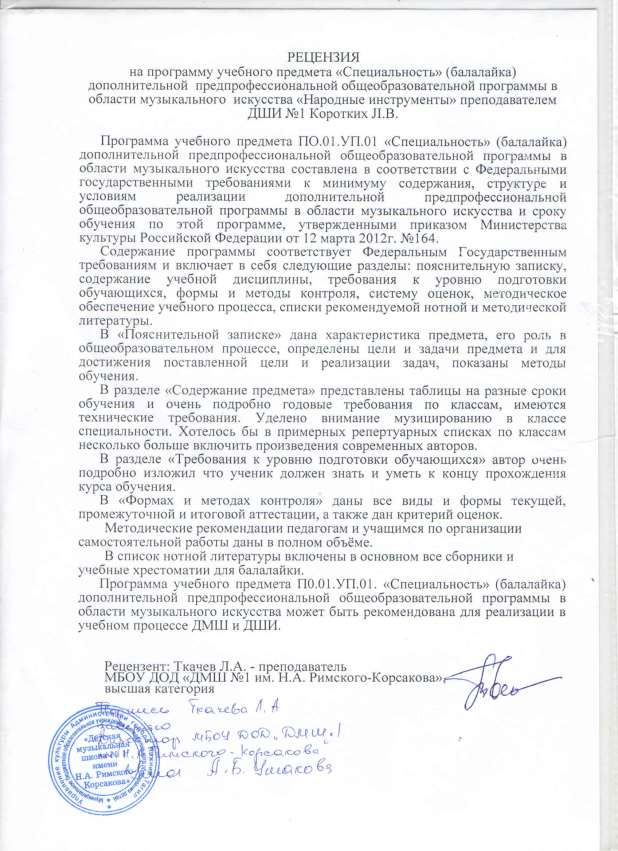 РЕЦЕНЗИЯ
на программу учебного предмета «Специальность» (балалайка)
дополнительной предпрофессиональной общеобразовательной программы в
области музыкального искусства «Народные инструменты» преподавателем
ДШИ №1 Коротких Л.В.
Программа учебного предмета ПО.01.УП.01 «Специальность» (балалайка)
дополнительной предпрофессиональной общеобразовательной программы в
области музыкального искусства составлена в соответствии с Федеральными
государственными требованиями к минимуму содержания, структуре и
условиям реализации дополнительной предпрофессиональной
общеобразовательной программы в области музыкального искусства и сроку
обучения по этой программе, утвержденными приказом Министерства
культуры Российской Федерации от 12 марта 2012г. №164.
Содержание программы соответствует Федеральным Государственным
требованиям и включает в себя следующие разделы: пояснительную записку,
содержание учебной дисциплины, требования к уровню подготовки
обучающихся, формы и методы контроля, систему оценок, методическое
обеспечение учебного процесса, списки рекомендуемой нотной и методической
литературы.
В «Пояснительной записке» дана характеристика предмета, его роль в
общеобразовательном процессе, определены цели и задачи предмета и для
достижения поставленной цели и реализации задач, показаны методы
обучения.
В разделе «Содержание предмета» представлены таблицы на разные сроки
обучения и очень подробно годовые требования по классам, имеются
технические требования. Уделено внимание музицированию в классе
специальности. Хотелось бы в примерных репертуарных списках по классам
несколько больше включить произведения современных авторов.
В разделе «Требования к уровню подготовки обучающихся» автор очень
подробно изложил что ученик должен знать и уметь к концу прохождения
курса обучения.
В «Формах и методах контроля» даны все виды и формы текущей,
промежуточной и итоговой аттестации, а также дан критерий оценок.
Методические рекомендации педагогам и учащимся по организации
самостоятельной работы даны в полном объёме.
В список нотной литературы включены в основном все сборники и
учебные хрестоматии для балалайки.
Программа учебного предмета П0.01.УП.01. «Специальность» (балалайка)
дополнительной предпрофессиональной общеобразовательной программы в
области музыкального искусства может быть рекомендована для реализации в
учебном процессе ДМШ и ДШИ.
Рецензент: Ткачев Л.А. - преподаватель
МБОУ ДОД «ДМШ №1 им. Н.А. Римского-Корсакова»,
высшая категория
Подпись Ткачева Л.А
МБОУ ДОД „ДМШ №1
Римского-Корсакова"
А.Б. Ушакова
«Детская
музыкальная
школа № 1
имени
Н.А. Римского-
Корсакова»